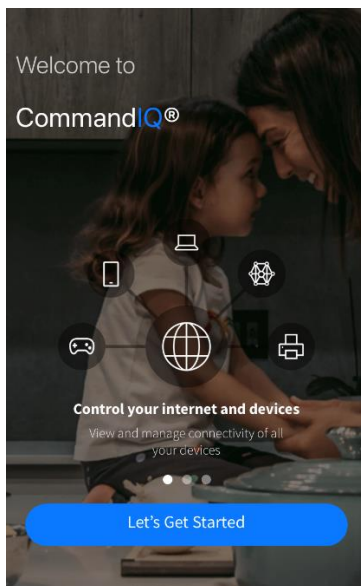 Welcome to
CommandIQ®
Control your internet and devices
View and manage connectivity of all
your devices
Let's Get Started